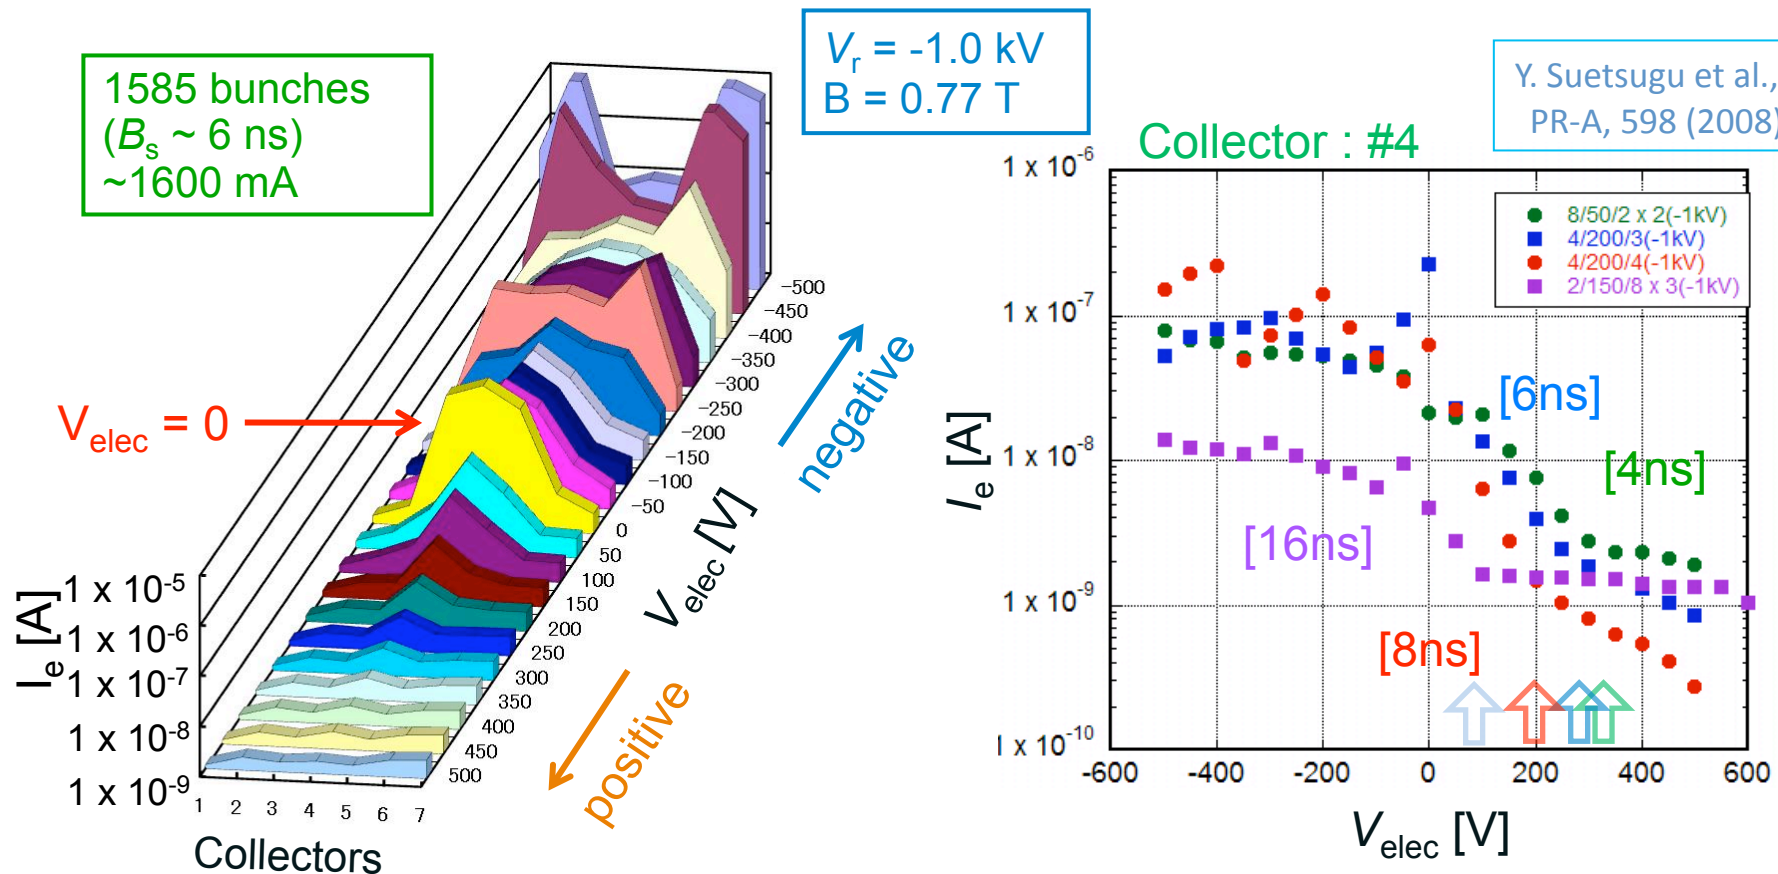 1585 bunches
(Bs ~ 6 ns)
~1600 mA
Vr = -1.0 kV
B = 0.77 T
Y. Suetsugu et al.,
PR-A, 598 (2008)
Velec = 0
negative
positive
Velec [V]
-500
-450
-400
-350
-300
-250
-200
-150
-100
-50
0
50
100
150
200
250
300
350
400
450
500
Ie [A]
1 x 10-5
1 x 10-6
1 x 10-7
1 x 10-8
1 x 10-9
1 2 3 4 5 6 7
Collectors
Collector : #4
8/50/2 x 2(-1kV)
4/200/3(-1kV)
4/200/4(-1kV)
2/150/8 x 3(-1kV)
[6ns]
[4ns]
[16ns]
[8ns]
Ie [A]
1 x 10-6
1 x 10-7
1 x 10-8
1 x 10-9
1 x 10-10
-600 -400 -200 0 200 400 600
Velec [V]